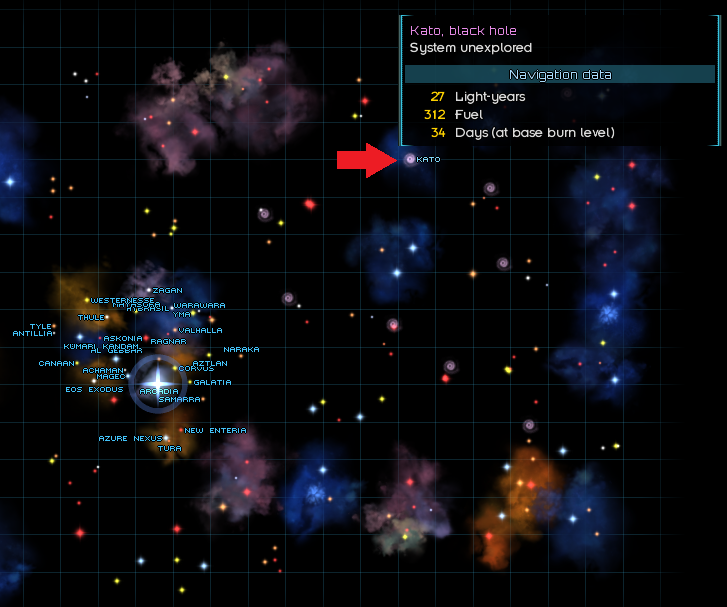 Kato, black hole
System unexplored
Navigation data
27 Light-years
312 Fuel
34 Days (at base burn level)
KATO
ZAGAN
WESTERNESSE
MAYASURA
HYBRASIL
WARAWARA
THULE
YMA
TYLE
VALHALLA
ANTILLIA
ASKONIA
RAGNAR
KUMARI KANDAM
AL GEBBAR
NARAKA
CANAAN
AZTLAN
ACHAMAN
CORVUS
MAGEC
GALATIA
EOS EXODUS
ARCADIA
SAMARRA
NEW ENTERIA
AZURE NEXUS
TURA